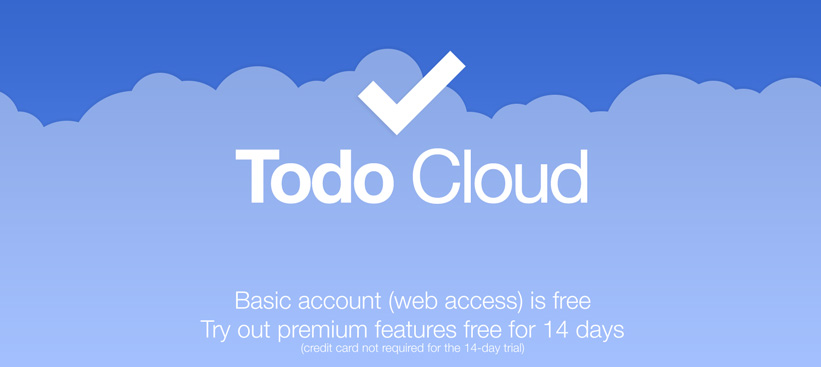 Todo Cloud
Basic account (web access) is free
Try out premium features free for 14 days
(credit card not required for the 14-day trial)